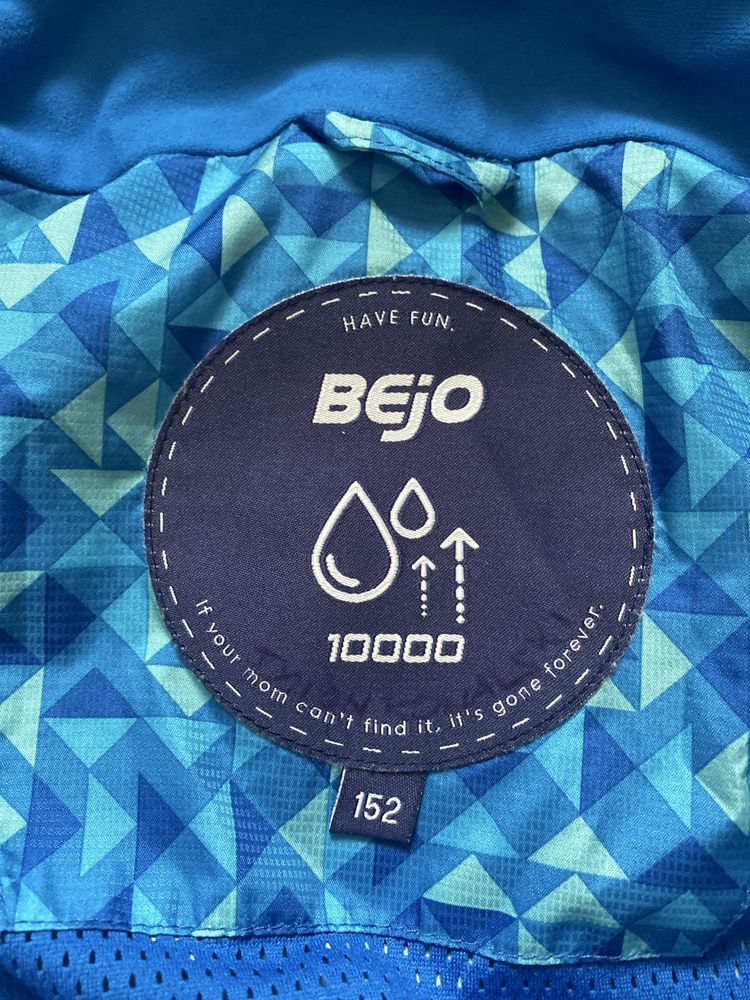 HAVE FUN.
BEjO
10000
If your mom can't find it, it's gone forever.
152